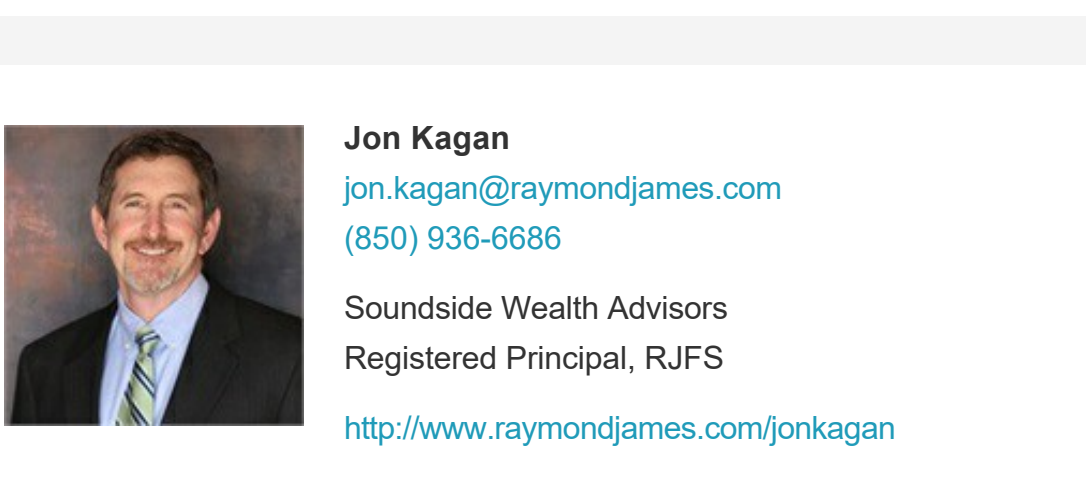 Jon Kagan
jon.kagan@raymondjames.com
(850) 936-6686
Soundside Wealth Advisors
Registered Principal, RJFS
http://www.raymondjames.com/jonkagan